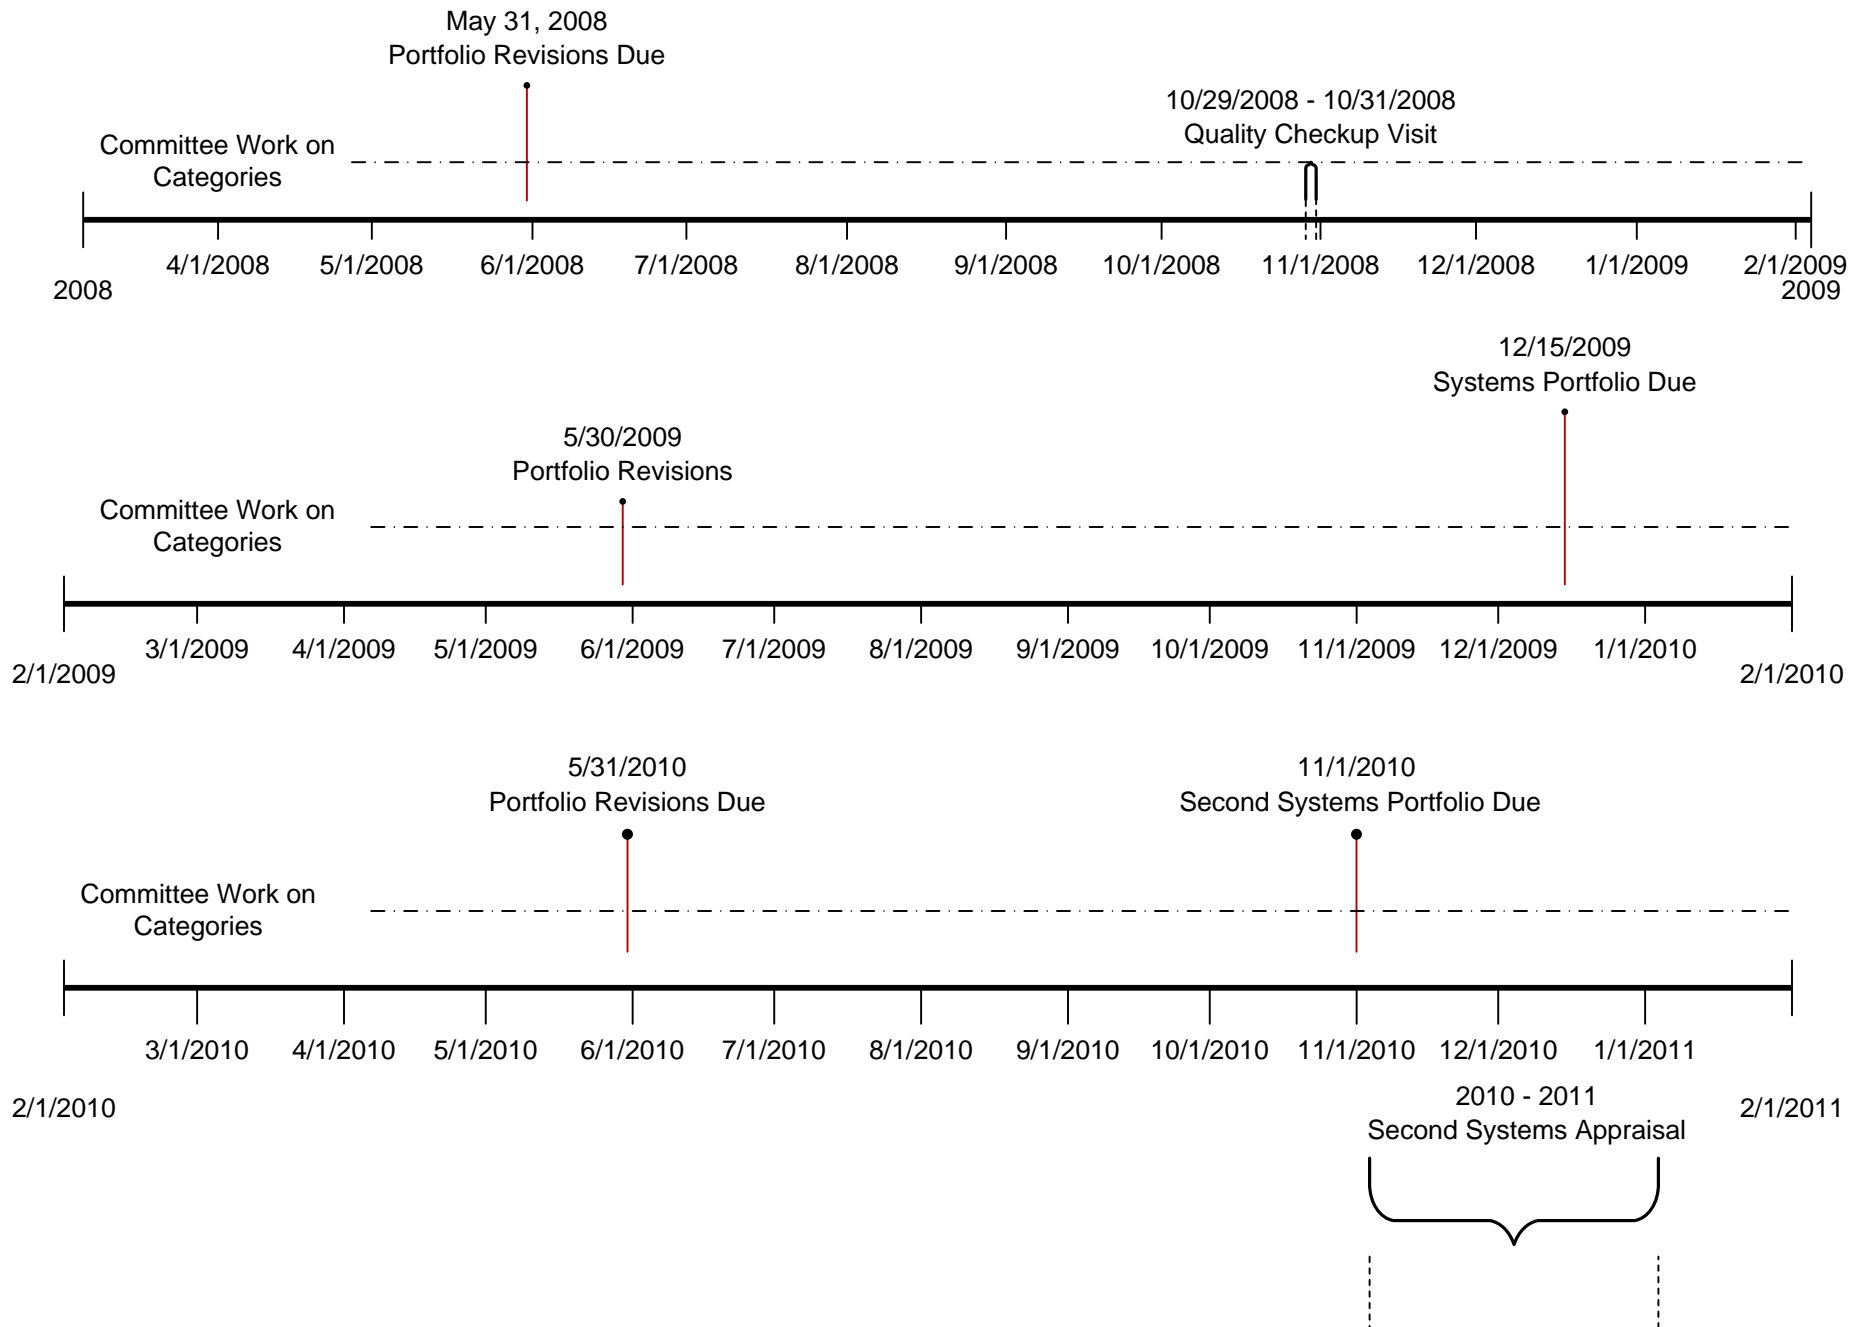 May 31, 2008
Portfolio Revisions Due
10/29/2008 - 10/31/2008
Quality Checkup Visit
Committee Work on
Categories
4/1/2008 5/1/2008 6/1/2008 7/1/2008 8/1/2008 9/1/2008 10/1/2008 11/1/2008 12/1/2008 1/1/2009 2/1/2009
2008 2009
12/15/2009
Systems Portfolio Due
5/30/2009
Portfolio Revisions
Committee Work on
Categories
3/1/2009 4/1/2009 5/1/2009 6/1/2009 7/1/2009 8/1/2009 9/1/2009 10/1/2009 11/1/2009 12/1/2009 1/1/2010
2/1/2009 2/1/2010
5/31/2010
Portfolio Revisions Due
11/1/2010
Second Systems Portfolio Due
Committee Work on
Categories
3/1/2010 4/1/2010 5/1/2010 6/1/2010 7/1/2010 8/1/2010 9/1/2010 10/1/2010 11/1/2010 12/1/2010 1/1/2011
2/1/2010 2/1/2011
2010 - 2011
Second Systems Appraisal